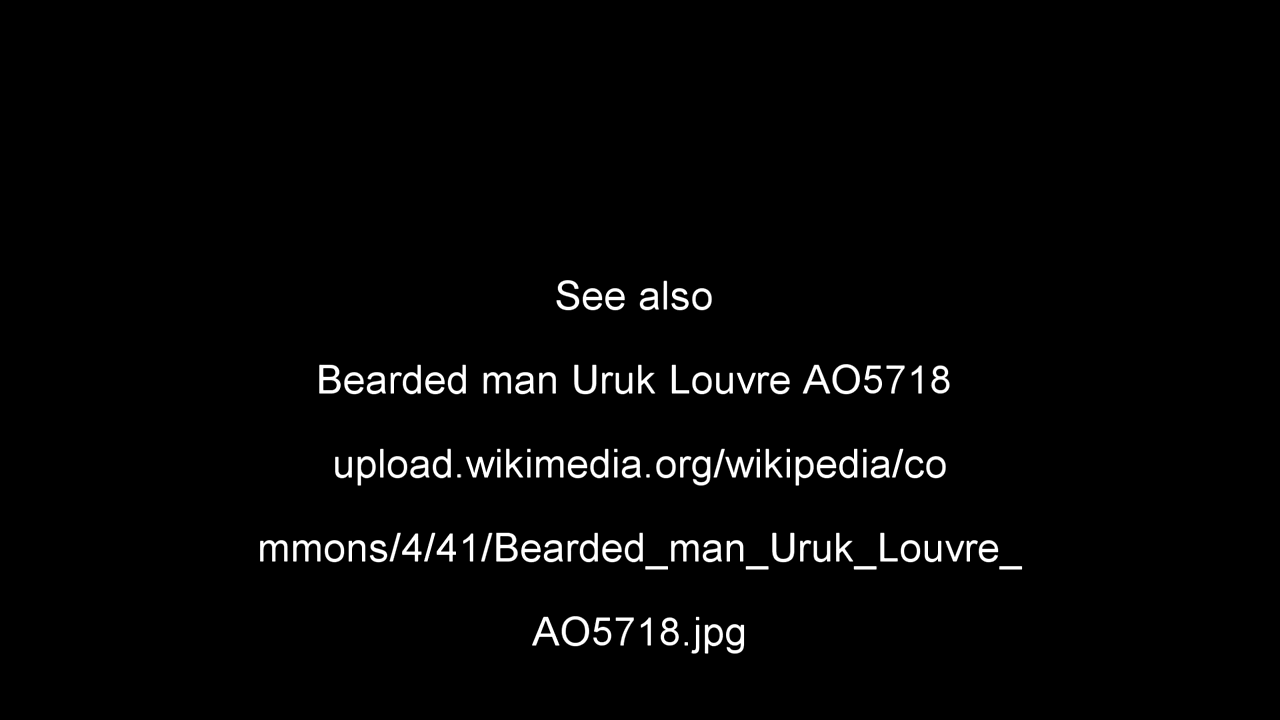 See also
Bearded man Uruk Louvre AO5718
upload.wikimedia.org/wikipedia/co
mmons/4/41/Bearded_man_Uruk_Louvre_
AO5718.jpg